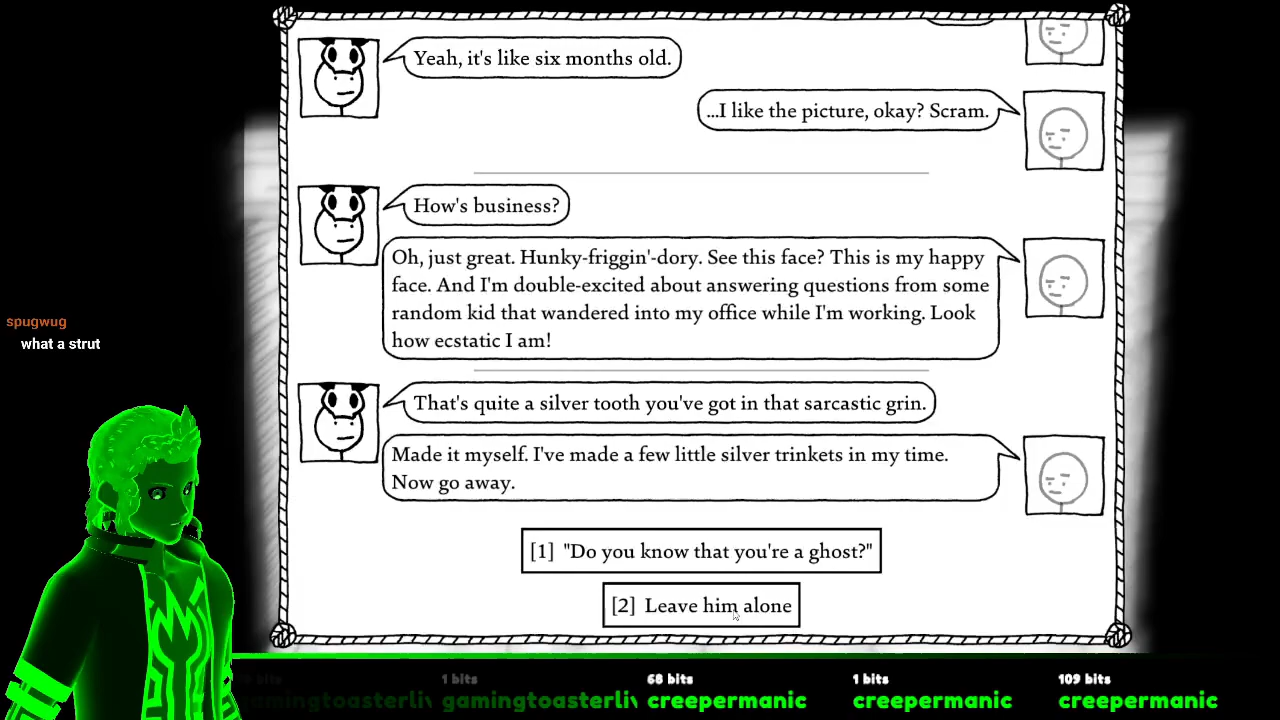 Yeah, it's like six months old.
...I like the picture, okay? Scram.
How's business?
Oh, just great. Hunky-friggin'-dory. See this face? This is my happy
face. And I'm double-excited about answering questions from some
random kid that wandered into my office while I'm working. Look
how ecstatic I am!
spugwug
what a strut
That's quite a silver tooth you've got in that sarcastic grin.
Made it myself. I've made a few little silver trinkets in my time.
Now go away.
[1] "Do you know that you're a ghost?"
[2] Leave him alone
bits 1 bits 68 bits 1 bits 109 bits
gamingtoasterliv creepermanic creepermanic creepermanic